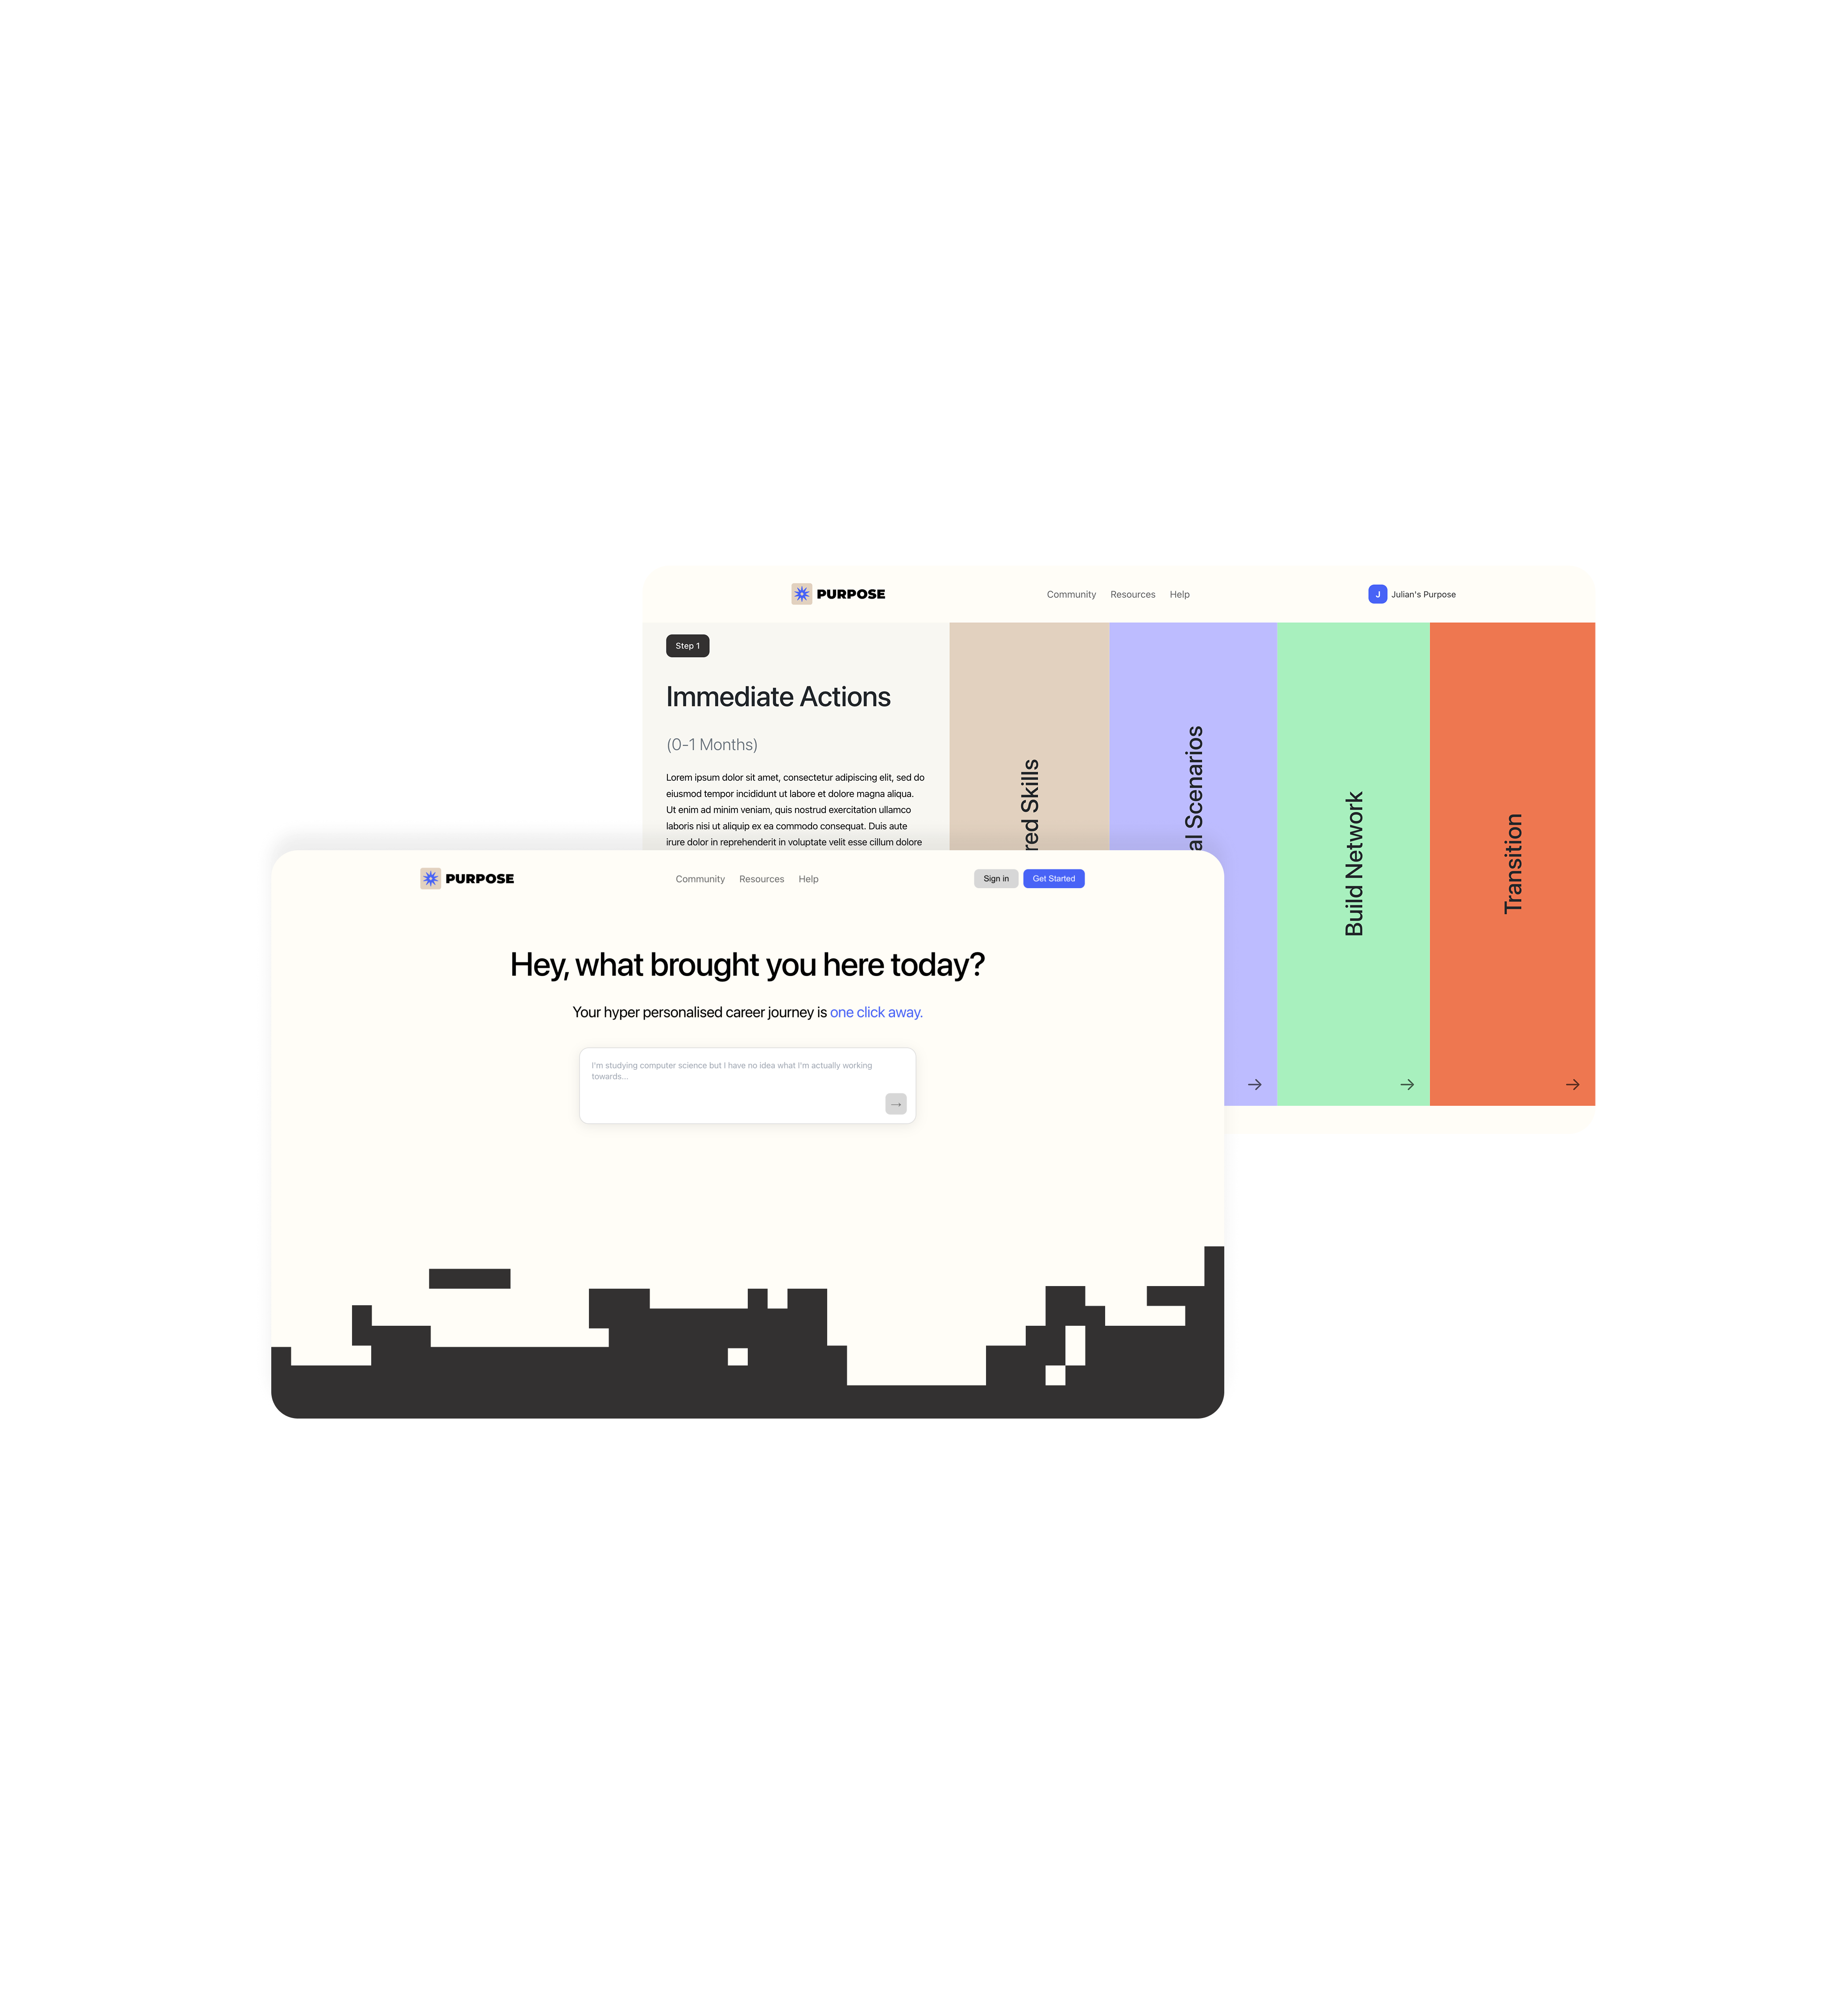 PURPOSE
Community Resources Help
J Julian's Purpose
Step 1
Immediate Actions
(0-1 Months)
Lorem ipsum dolor sit amet, consectetur adipiscing elit, sed do
eiusmod tempor incididunt ut labore et dolore magna aliqua.
Ut enim ad minim veniam, quis nostrud exercitation ullamco
laboris nisi ut aliquip ex ea commodo consequat. Duis aute
irure dolor in reprehenderit in voluptate velit esse cillum dolore
Skills
Scenarios
Build Network
Transition
PURPOSE
Community Resources Help
Sign in Get Started
Hey, what brought you here today?
Your hyper personalised career journey is one click away.
I'm studying computer science but I have no idea what I'm actually working
towards...